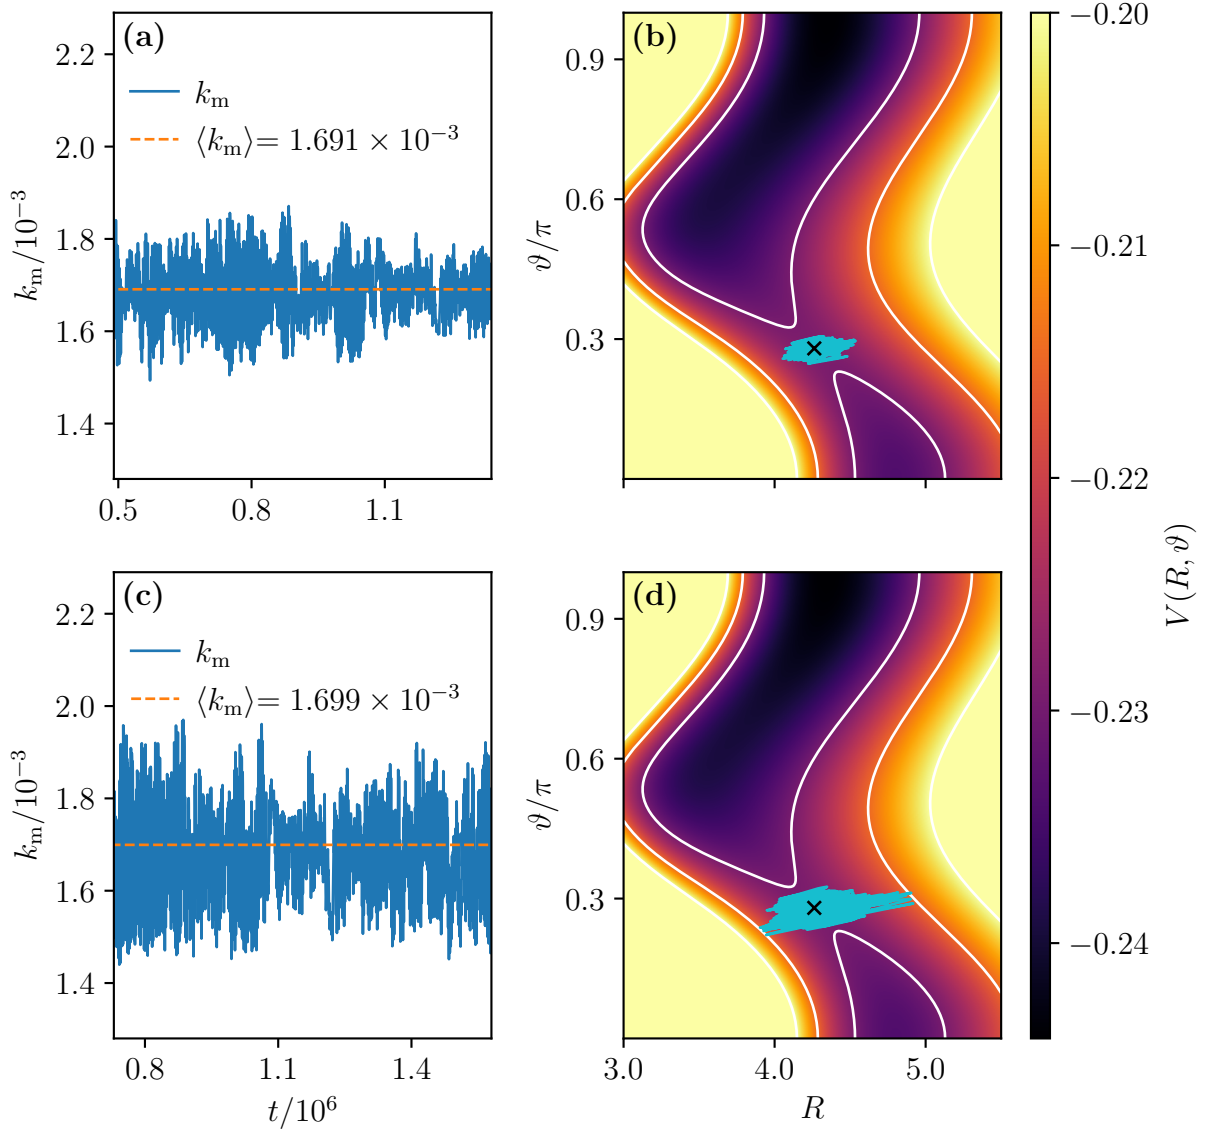 (a)
2.2
2.0
1.8
1.6
1.4
k_m/10^{-3}
k_m
⟨k_m⟩= 1.691 × 10^{-3}
0.5 0.8 1.1
(b)
0.9
0.6
0.3
ϑ/π
(c)
2.2
2.0
1.8
1.6
1.4
k_m/10^{-3}
k_m
⟨k_m⟩= 1.699 × 10^{-3}
0.8 1.1 1.4
t/10^6
(d)
0.9
0.6
0.3
ϑ/π
3.0 4.0 5.0
R
−0.20
−0.21
−0.22
−0.23
−0.24
V(R, ϑ)